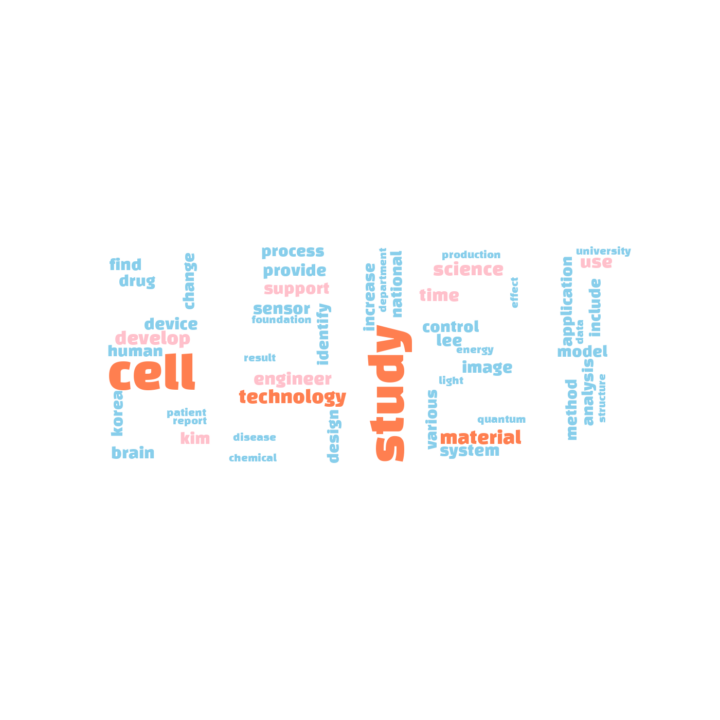 find
drug
change
device
develop
human
cell
korea
patient
report
kim
brain
process
provide
support
sensor
foundation
identify
result
engineer
technology
design
disease
chemical
increase
department
national
study
production
science
time
effect
control
lee
energy
image
light
various
quantum
material
system
university
use
application
include
data
model
method
analysis
structure